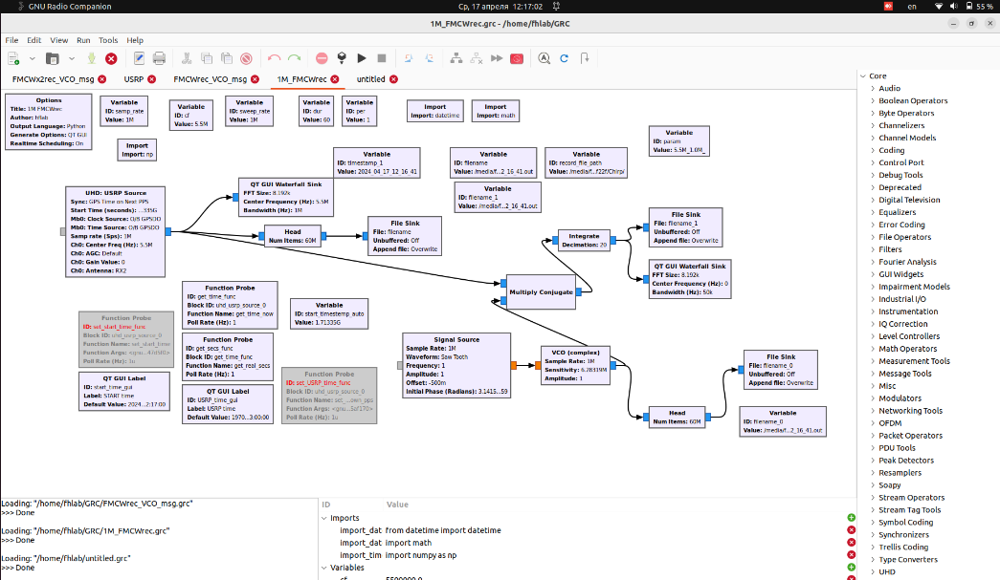 GNU Radio Companion
Ср, 17 апреля 12:17:02
en
55 %
1M_FMCWrec.grc - /home/fhlab/GRC
File Edit View Run Tools Help
FMCWx2rec_VCO_msg
USRP
FMCWrec_VCO_msg
1M_FMCWrec
untitled
Options
Title: 1M FMCWrec
Author: hflab
Output Language: Python
Generate Options: QT GUI
Realtime Scheduling: On
Variable
ID: samp_rate
Value: 1M
Variable
ID: cf
Value: 5.5M
Variable
ID: sweep_rate
Value: 1M
Variable
ID: dur
Value: 60
Variable
ID: per
Value: 1
Import
Import: datetime
Import
Import: math
Import
Import: np
Variable
ID: param
Value: 5.5M_1.0M_
Variable
ID: timestamp_1
Value: 2024_04_17_12_16_41
Variable
ID: filename
Value: /media/f...2_16_41.out
Variable
ID: record_file_path
Value: /media/f...f22f/Chirp/
Variable
ID: filename_1
Value: /media/f...2_16_41.out
UHD: USRP Source
Sync: GPS Time on Next PPS
Start Time (seconds): ...335G
Mb0: Clock Source: O/B GPSDO
Mb0: Time Source: O/B GPSDO
Samp rate (Sps): 1M
Ch0: Center Freq (Hz): 5.5M
Ch0: AGC: Default
Ch0: Gain Value: 0
Ch0: Antenna: RX2
QT GUI Waterfall Sink
FFT Size: 8.192k
Center Frequency (Hz): 5.5M
Bandwidth (Hz): 1M
Head
Num Items: 60M
File Sink
File: filename
Unbuffered: Off
Append file: Overwrite
Integrate
Decimation: 20
File Sink
File: filename_1
Unbuffered: Off
Append file: Overwrite
QT GUI Waterfall Sink
FFT Size: 8.192k
Center Frequency (Hz): 0
Bandwidth (Hz): 50k
Multiply Conjugate
Function Probe
ID: get_time_func
Block ID: uhd_usrp_source_0
Function Name: get_time_now
Poll Rate (Hz): 1
Variable
ID: start_timestemp_auto
Value: 1.71335G
Function Probe
ID: set_start_time_func
Block ID: uhd_usrp_source_0
Function Name: set_start_time
Function Args: <gnu...47d5f0>
Poll Rate (Hz): 1u
Function Probe
ID: get_secs_func
Block ID: get_time_func
Function Name: get_real_secs
Poll Rate (Hz): 1
Signal Source
Sample Rate: 1M
Waveform: Saw Tooth
Frequency: 1
Amplitude: 1
Offset: -500m
Initial Phase (Radians): 3.1415...59
VCO (complex)
Sample Rate: 1M
Sensitivity: 6.28319M
Amplitude: 1
File Sink
File: filename_0
Unbuffered: Off
Append file: Overwrite
QT GUI Label
ID: start_time_gui
Label: START time
Default Value: 2024...2:17:00
QT GUI Label
ID: USRP_time_gui
Label: USRP time
Default Value: 1970...3:00:00
Function Probe
ID: set_USRP_time_func
Block ID: uhd_usrp_source_0
Function Name: set_...own_pps
Function Args: <gnu...5ef170>
Poll Rate (Hz): 1u
Head
Num Items: 60M
Variable
ID: filename_0
Value: /media/f...2_16_41.out
Core
Audio
Boolean Operators
Byte Operators
Channelizers
Channel Models
Coding
Control Port
Debug Tools
Deprecated
Digital Television
Equalizers
Error Coding
File Operators
Filters
Fourier Analysis
GUI Widgets
Impairment Models
Industrial I/O
Instrumentation
IQ Correction
Level Controllers
Math Operators
Measurement Tools
Message Tools
Misc
Modulators
Networking Tools
OFDM
Packet Operators
PDU Tools
Peak Detectors
Resamplers
Soapy
Stream Operators
Stream Tag Tools
Symbol Coding
Synchronizers
Trellis Coding
Type Converters
UHD
Loading: "/home/fhlab/GRC/FMCWrec_VCO_msg.grc"
>>> Done
Loading: "/home/fhlab/GRC/1M_FMCWrec.grc"
>>> Done
Loading: "/home/fhlab/untitled.grc"
>>> Done
ID Value
Imports
import_dat from datetime import datetime
import_dat import math
import_tim import numpy as np
Variables
cf 5500000.0